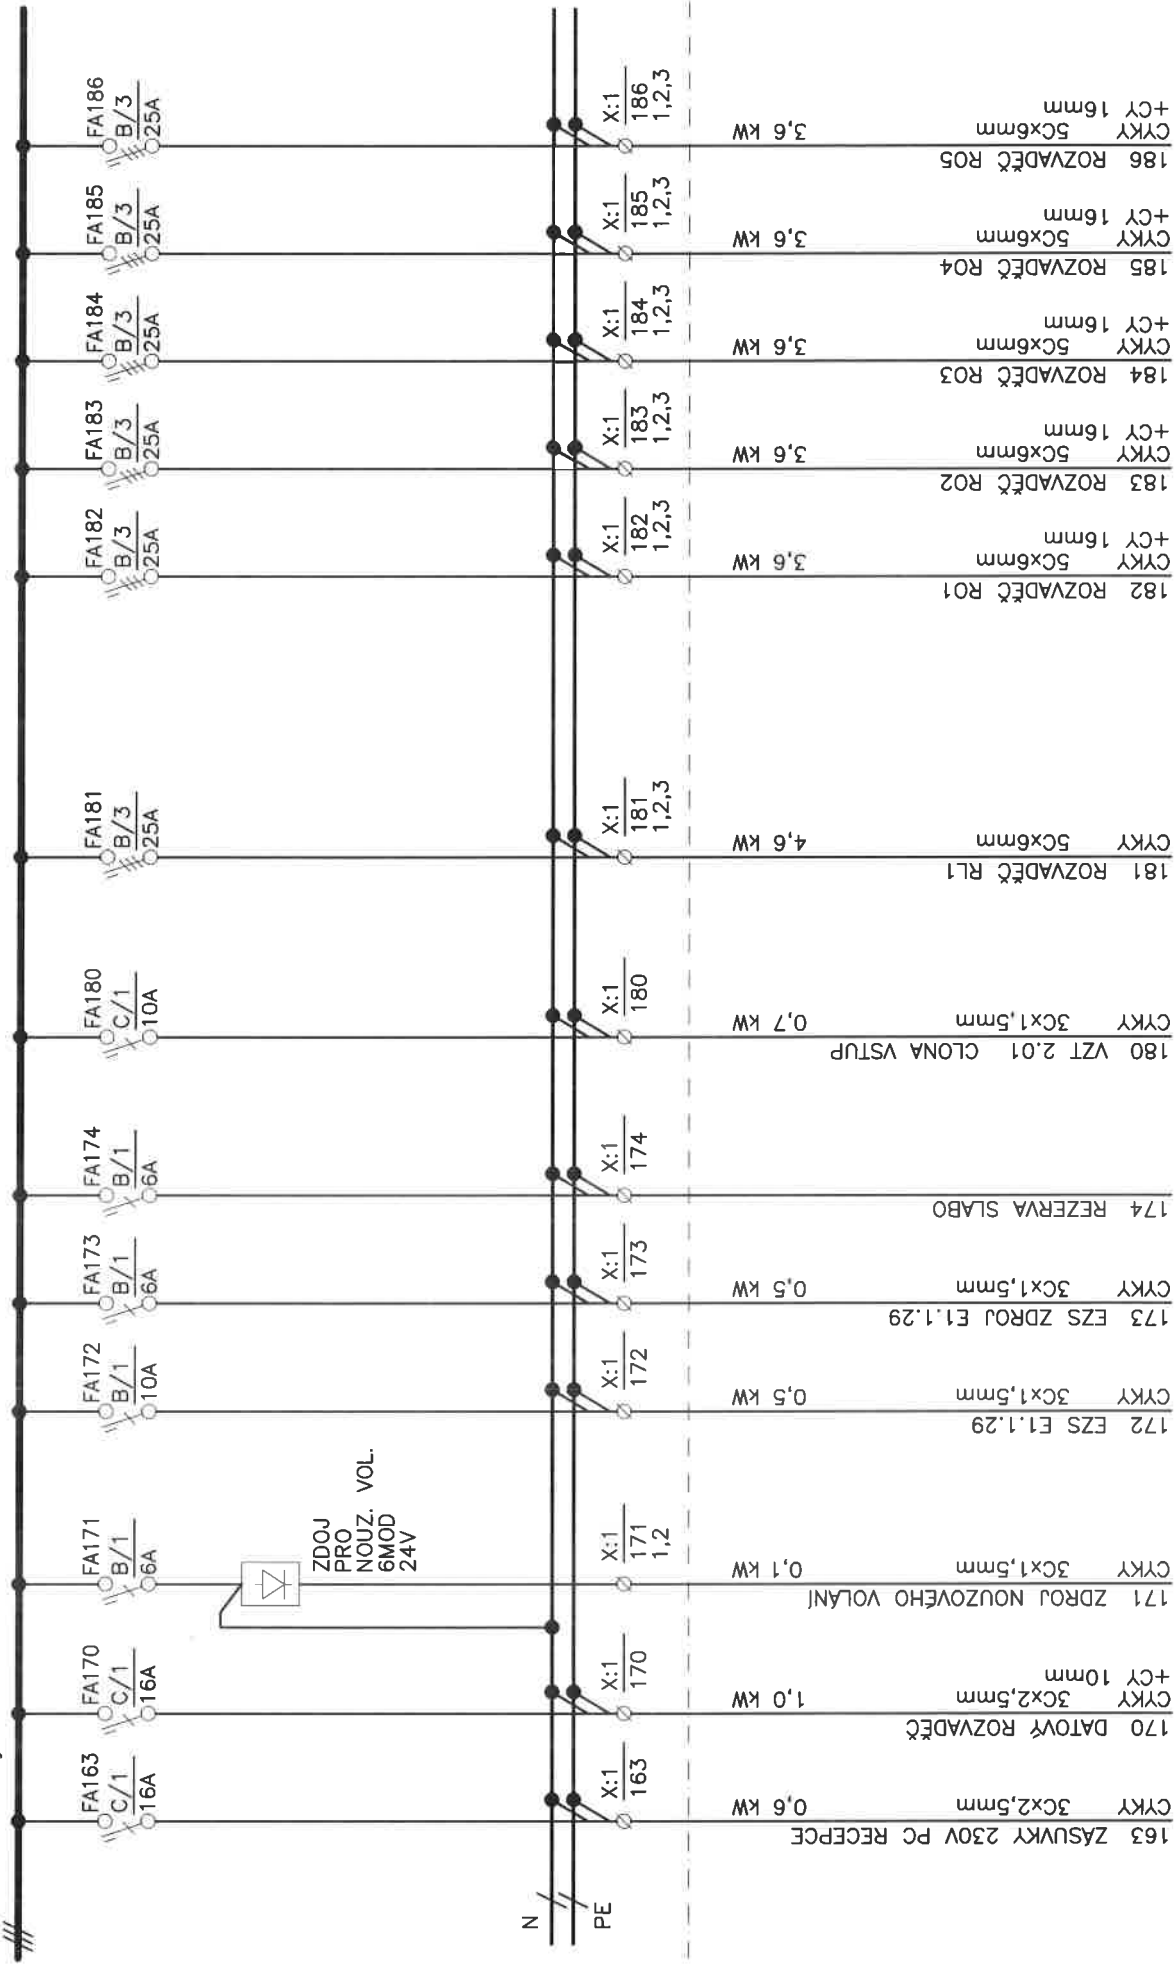 FA163
C/1
16A
FA170
C/1
16A
FA171
B/1
6A
FA172
B/1
10A
FA173
B/1
6A
FA174
B/1
6A
FA180
C/1
10A
FA181
B/3
25A
FA182
B/3
25A
FA183
B/3
25A
FA184
B/3
25A
FA185
B/3
25A
FA186
B/3
25A
ZDOJ
PRO
NOUZ. VOL.
6MOD
24V
N
PE
X:1
163
X:1
170
X:1
171
1,2
X:1
172
X:1
173
X:1
174
X:1
180
X:1
181
1,2,3
X:1
182
1,2,3
X:1
183
1,2,3
X:1
184
1,2,3
X:1
185
1,2,3
X:1
186
1,2,3
163 ZÁSUVKY 230V PC RECEPCE
CYKY 3Cx2,5mm 0,6 kW
170 DATOVÝ ROZVADĚČ
CYKY 3Cx2,5mm 1,0 kW
+CY 10mm
171 ZDROJ NOUZOVÉHO VOLÁNÍ
CYKY 3Cx1,5mm 0,1 kW
172 EZS E1.1.29
CYKY 3Cx1,5mm 0,5 kW
173 EZS ZDROJ E1.1.29
CYKY 3Cx1,5mm 0,5 kW
174 REZERVA SLABO
180 VZT 2.01 CLONA VSTUP
CYKY 3Cx1,5mm 0,7 kW
181 ROZVADĚČ RL1
CYKY 5Cx6mm 4,6 kW
182 ROZVADĚČ RO1
CYKY 5Cx6mm 3,6 kW
+CY 16mm
183 ROZVADĚČ RO2
CYKY 5Cx6mm 3,6 kW
+CY 16mm
184 ROZVADĚČ RO3
CYKY 5Cx6mm 3,6 kW
+CY 16mm
185 ROZVADĚČ RO4
CYKY 5Cx6mm 3,6 kW
+CY 16mm
186 ROZVADĚČ RO5
CYKY 5Cx6mm 3,6 kW
+CY 16mm